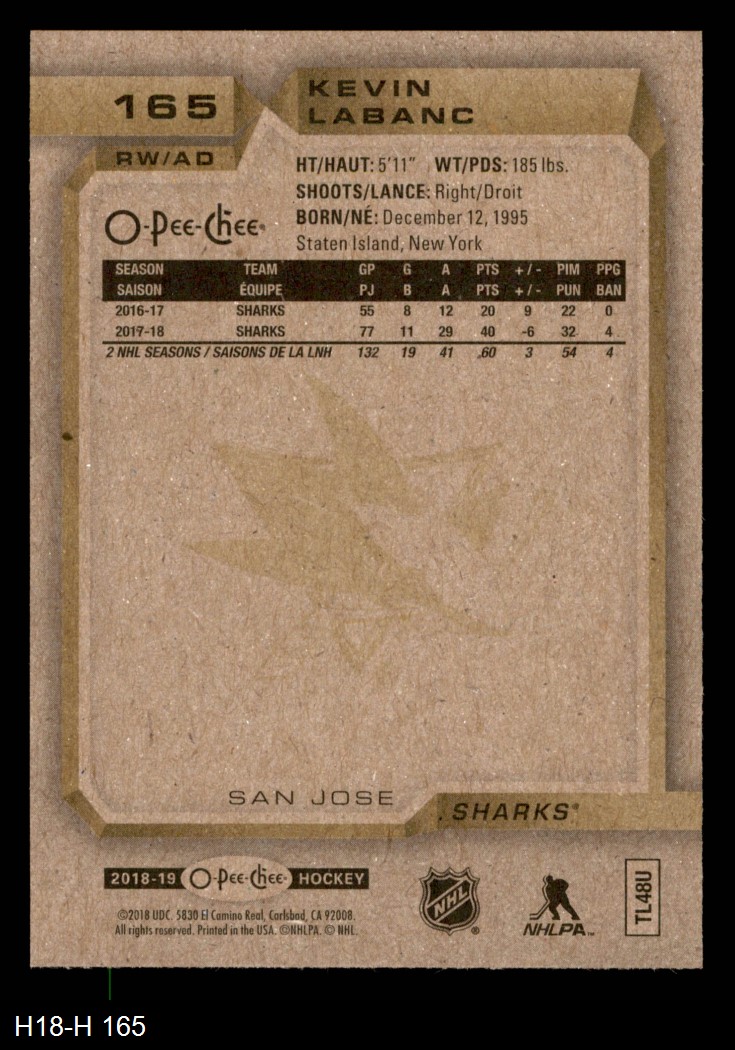 165
KEVIN
LABANC
RW/AD
HT/HAUT: 5'11" WT/PDS: 185 lbs.
SHOOTS/LANCE: Right/Droit
BORN/NÉ: December 12, 1995
Staten Island, New York
O-Pee-Chee
SEASON TEAM GP G A PTS +/- PIM PPG
SAISON ÉQUIPE PJ B A PTS +/- PUN BAN
2016-17 SHARKS 55 8 12 20 9 22 0
2017-18 SHARKS 77 11 29 40 -6 32 4
2 NHL SEASONS / SAISONS DE LA LNH 132 19 41 60 3 54 4
SAN JOSE
SHARKS®
2018-19 O-Pee-Chee HOCKEY
©2018 UDC. 5830 El Camino Real, Carlsbad, CA 92008.
All rights reserved. Printed in the USA. ©NHLPA. © NHL.
NHL ®
NHLPA™
TL48U
H18-H 165